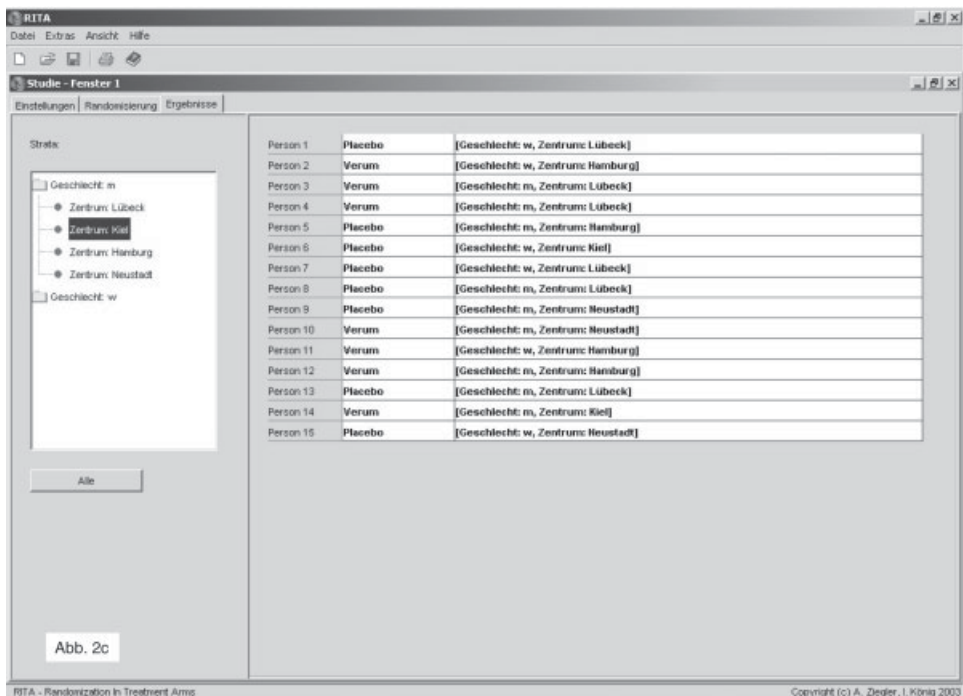 RITA
Datei Extras Ansicht Hilfe
Studie - Fenster 1
Einstellungen Randomisierung Ergebnisse
Strata:
Geschlecht: m
Zentrum: Lübeck
Zentrum: Kiel
Zentrum: Hamburg
Zentrum: Neustadt
Geschlecht: w
Alle
Person 1 Placebo [Geschlecht: w, Zentrum: Lübeck]
Person 2 Verum [Geschlecht: w, Zentrum: Hamburg]
Person 3 Verum [Geschlecht: m, Zentrum: Lübeck]
Person 4 Verum [Geschlecht: m, Zentrum: Lübeck]
Person 5 Placebo [Geschlecht: m, Zentrum: Hamburg]
Person 6 Placebo [Geschlecht: w, Zentrum: Kiel]
Person 7 Placebo [Geschlecht: w, Zentrum: Lübeck]
Person 8 Placebo [Geschlecht: m, Zentrum: Lübeck]
Person 9 Placebo [Geschlecht: m, Zentrum: Neustadt]
Person 10 Verum [Geschlecht: m, Zentrum: Neustadt]
Person 11 Verum [Geschlecht: w, Zentrum: Hamburg]
Person 12 Verum [Geschlecht: m, Zentrum: Hamburg]
Person 13 Placebo [Geschlecht: m, Zentrum: Lübeck]
Person 14 Verum [Geschlecht: m, Zentrum: Kiel]
Person 15 Placebo [Geschlecht: w, Zentrum: Neustadt]
Abb. 2c
RITA - Randomization In Treatment Arms
Copyright (c) A. Ziegler, I. König 2003